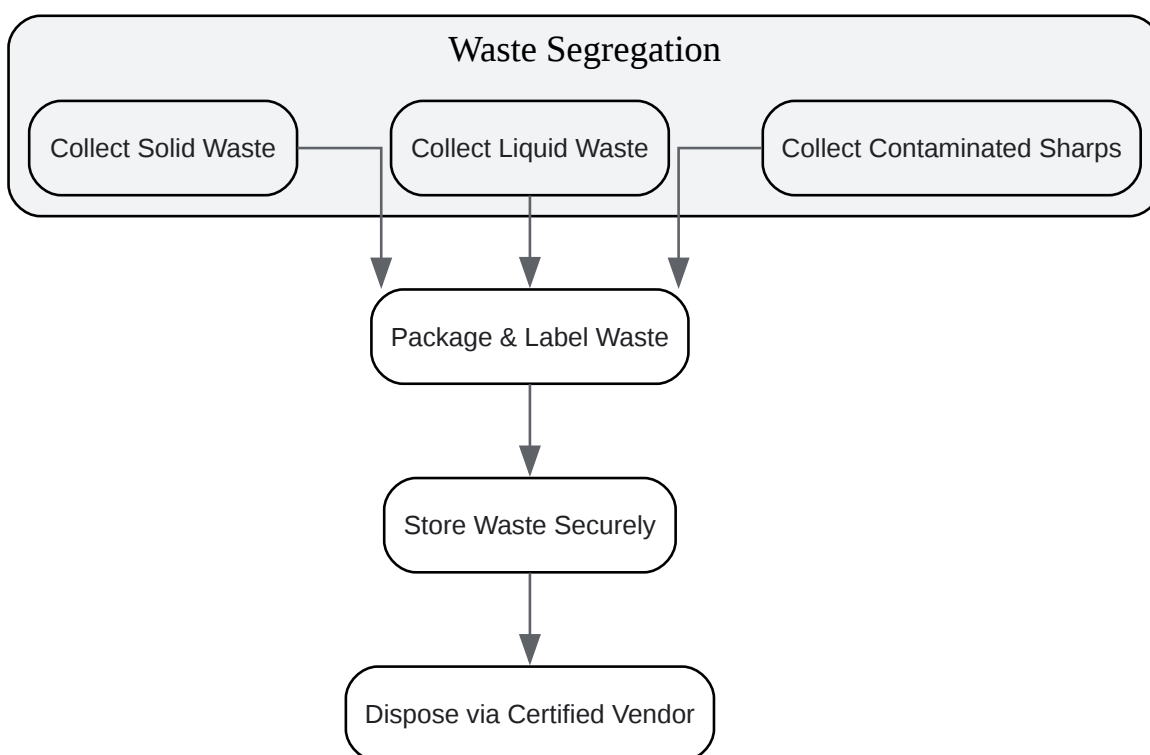 Waste Segregation
Collect Solid Waste
Collect Liquid Waste
Collect Contaminated Sharps
Package & Label Waste
Store Waste Securely
Dispose via Certified Vendor